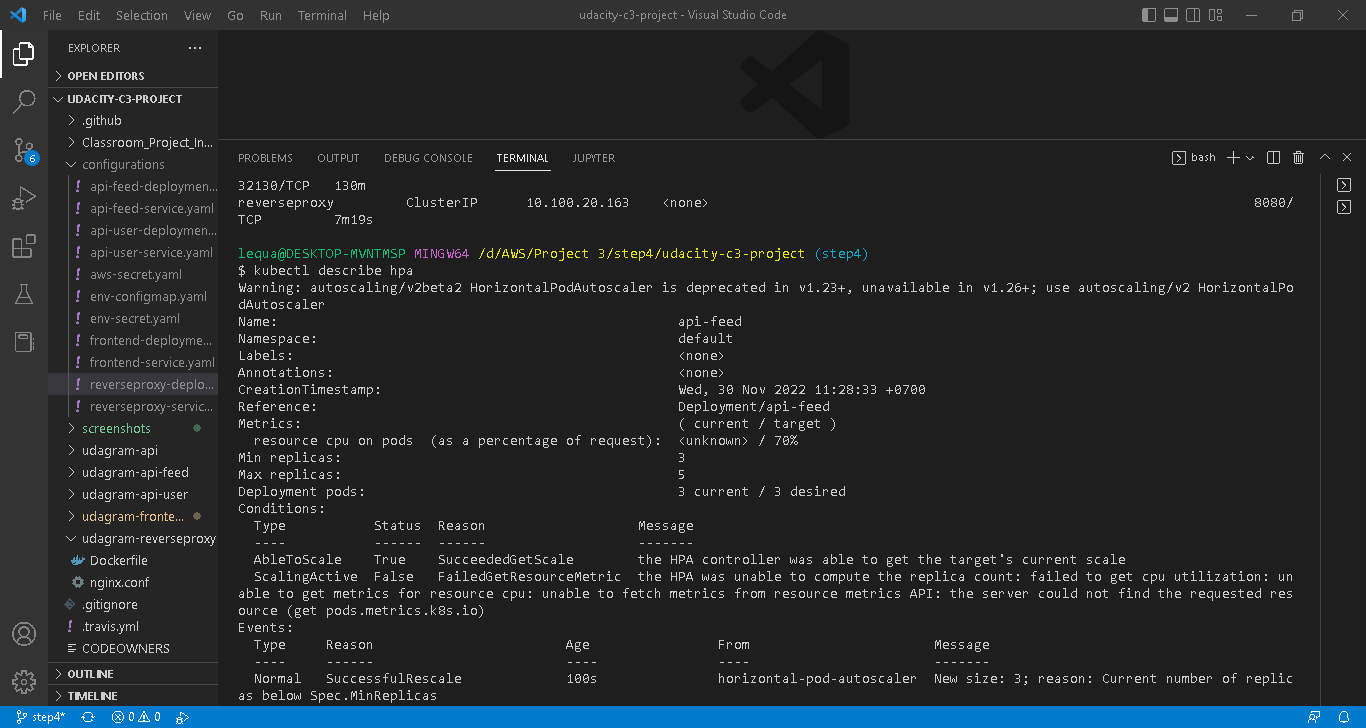 File Edit Selection View Go Run Terminal Help udacity-c3-project - Visual Studio Code
EXPLORER ...
OPEN EDITORS
UDACITY-C3-PROJECT
.github
Classroom_Project_In...
configurations
! api-feed-deploymen...
! api-feed-service.yaml
! api-user-deploymen...
! api-user-service.yaml
! aws-secret.yaml
! env-configmap.yaml
! env-secret.yaml
! frontend-deployme...
! frontend-service.yaml
! reverseproxy-deplo...
! reverseproxy-servic...
screenshots
udagram-api
udagram-api-feed
udagram-api-user
udagram-fronte...
udagram-reverseproxy
Dockerfile
nginx.conf
.gitignore
! .travis.yml
CODEOWNERS
OUTLINE
TIMELINE
6
PROBLEMS OUTPUT DEBUG CONSOLE TERMINAL JUPYTER bash
32130/TCP 130m
reverseproxy ClusterIP 10.100.20.163 <none> 8080/
TCP 7m19s
lequa@DESKTOP-MVNTMSP MINGW64 /d/AWS/Project 3/step4/udacity-c3-project (step4)
$ kubectl describe hpa
Warning: autoscaling/v2beta2 HorizontalPodAutoscaler is deprecated in v1.23+, unavailable in v1.26+; use autoscaling/v2 HorizontalPo
dAutoscaler
Name: api-feed
Namespace: default
Labels: <none>
Annotations: <none>
CreationTimestamp: Wed, 30 Nov 2022 11:28:33 +0700
Reference: Deployment/api-feed
Metrics: ( current / target )
resource cpu on pods (as a percentage of request): <unknown> / 70%
Min replicas: 3
Max replicas: 5
Deployment pods: 3 current / 3 desired
Conditions:
Type Status Reason Message
---- ------ ------ -------
AbleToScale True SucceededGetScale the HPA controller was able to get the target's current scale
ScalingActive False FailedGetResourceMetric the HPA was unable to compute the replica count: failed to get cpu utilization: un
able to get metrics for resource cpu: unable to fetch metrics from resource metrics API: the server could not find the requested res
ource (get pods.metrics.k8s.io)
Events:
Type Reason Age From Message
---- ------ ---- ---- -------
Normal SuccessfulRescale 100s horizontal-pod-autoscaler New size: 3; reason: Current number of replic
as below Spec.MinReplicas
step4* 0 0